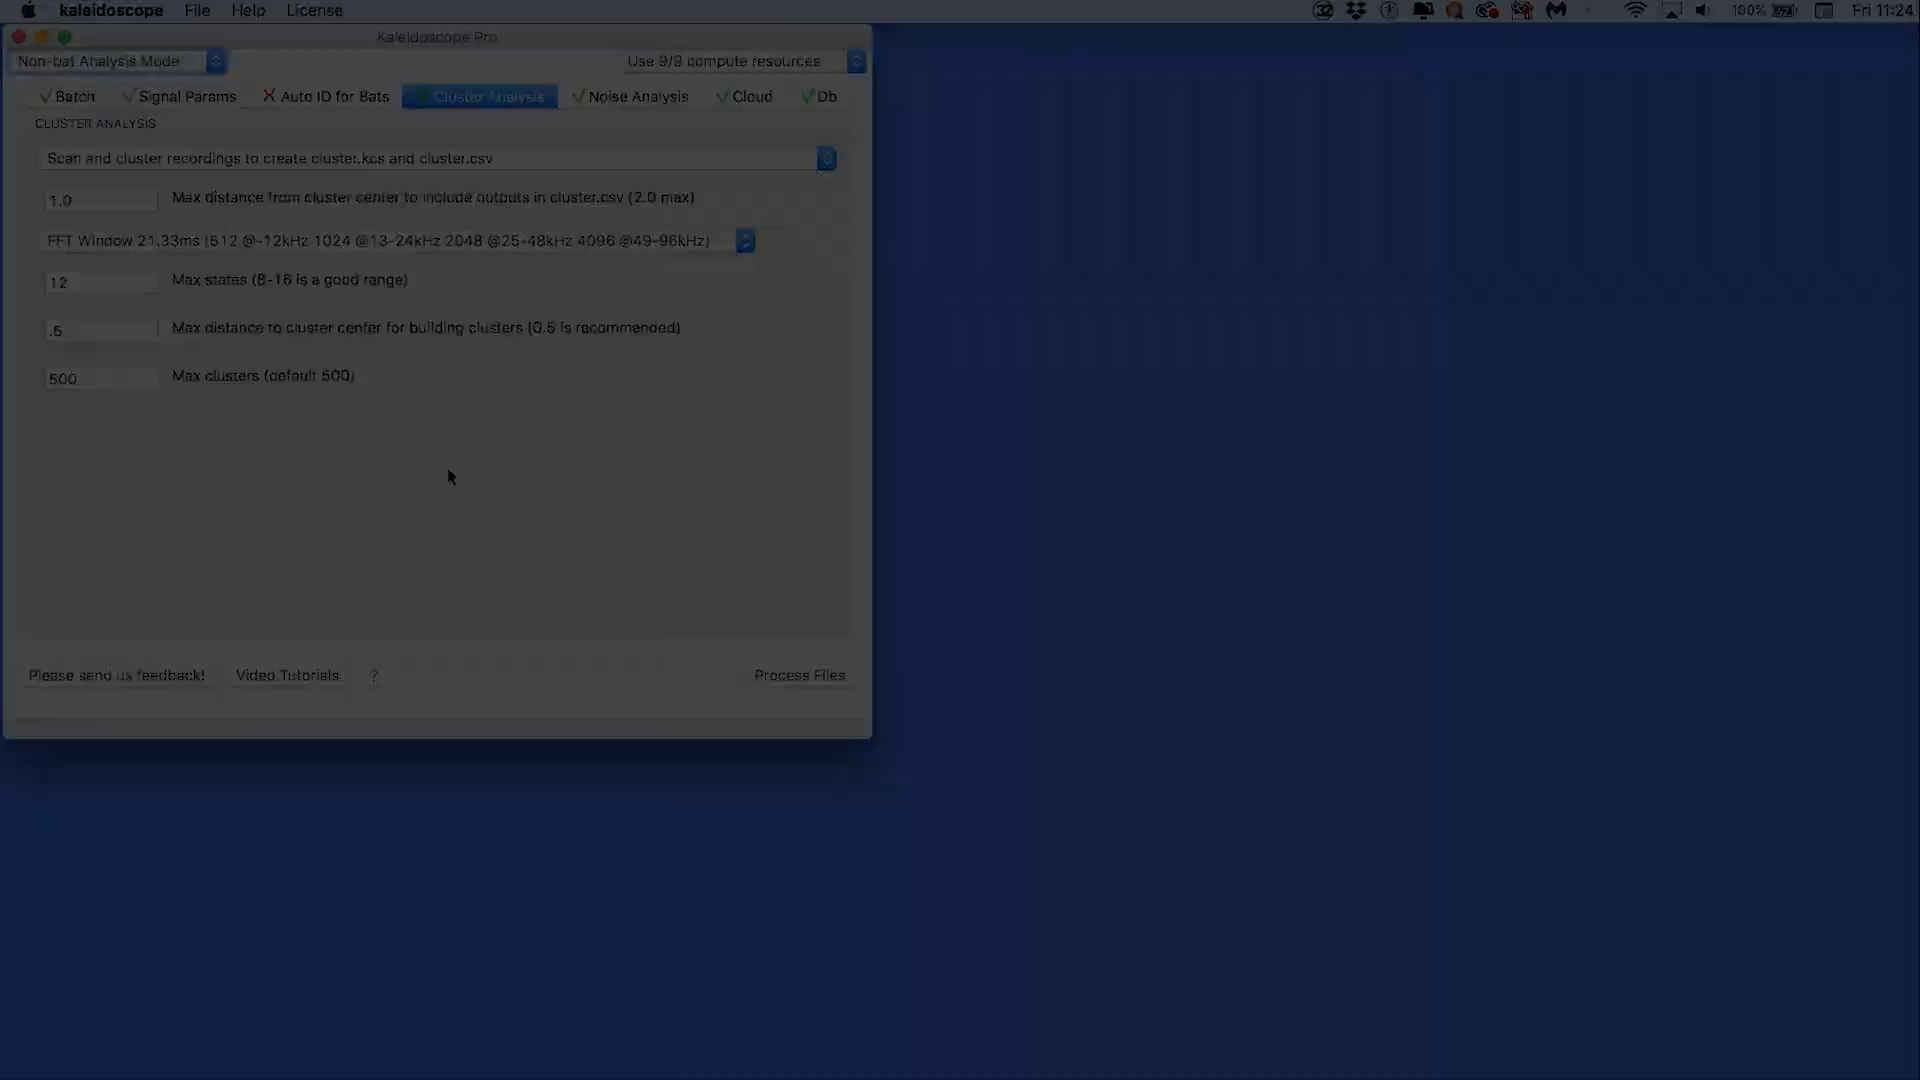 kaleidoscope File Help License 100% Fri 11:24
Kaleidoscope Pro
Non-bat Analysis Mode Use 9/9 compute resources
Batch Signal Params Auto ID for Bats Cluster Analysis Noise Analysis Cloud Db
CLUSTER ANALYSIS
Scan and cluster recordings to create cluster.kcs and cluster.csv
1.0 Max distance from cluster center to include outputs in cluster.csv (2.0 max)
FFT Window 21.33ms (512 @-12kHz 1024 @13-24kHz 2048 @25-48kHz 4096 @49-96kHz)
12 Max states (8-16 is a good range)
.5 Max distance to cluster center for building clusters (0.5 is recommended)
500 Max clusters (default 500)
Please send us feedback! Video Tutorials ? Process Files